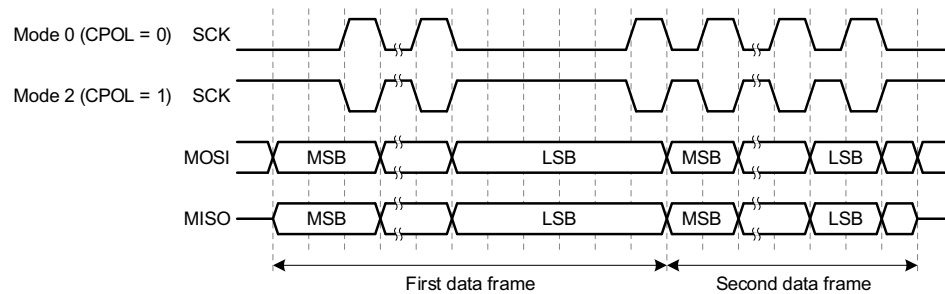 Mode 0 (CPOL = 0) SCK
Mode 2 (CPOL = 1) SCK
MOSI MSB LSB MSB LSB
MISO MSB LSB MSB LSB
First data frame Second data frame